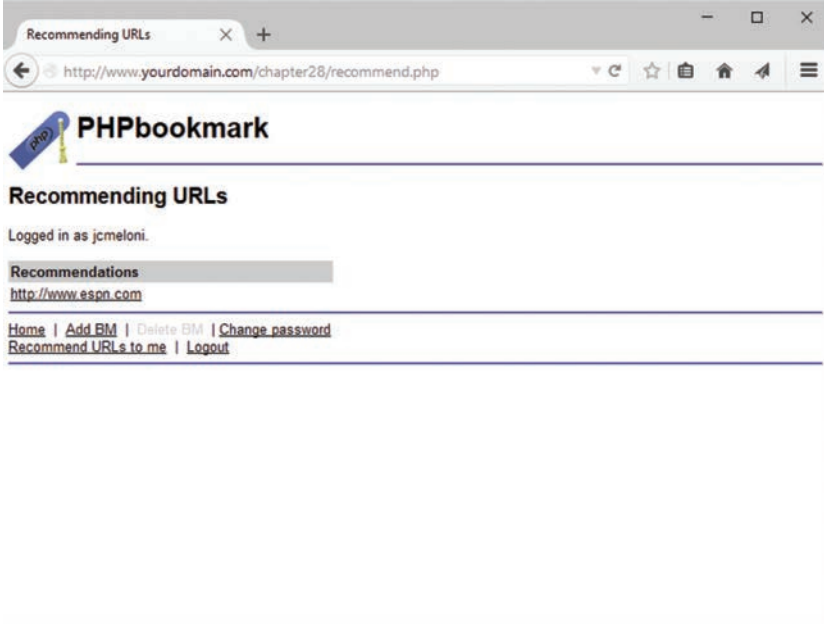 Recommending URLs
http://www.yourdomain.com/chapter28/recommend.php
php
PHPbookmark
Recommending URLs
Logged in as jcmeloni.
Recommendations
http://www.espn.com
Home | Add BM | Delete BM | Change password
Recommend URLs to me | Logout